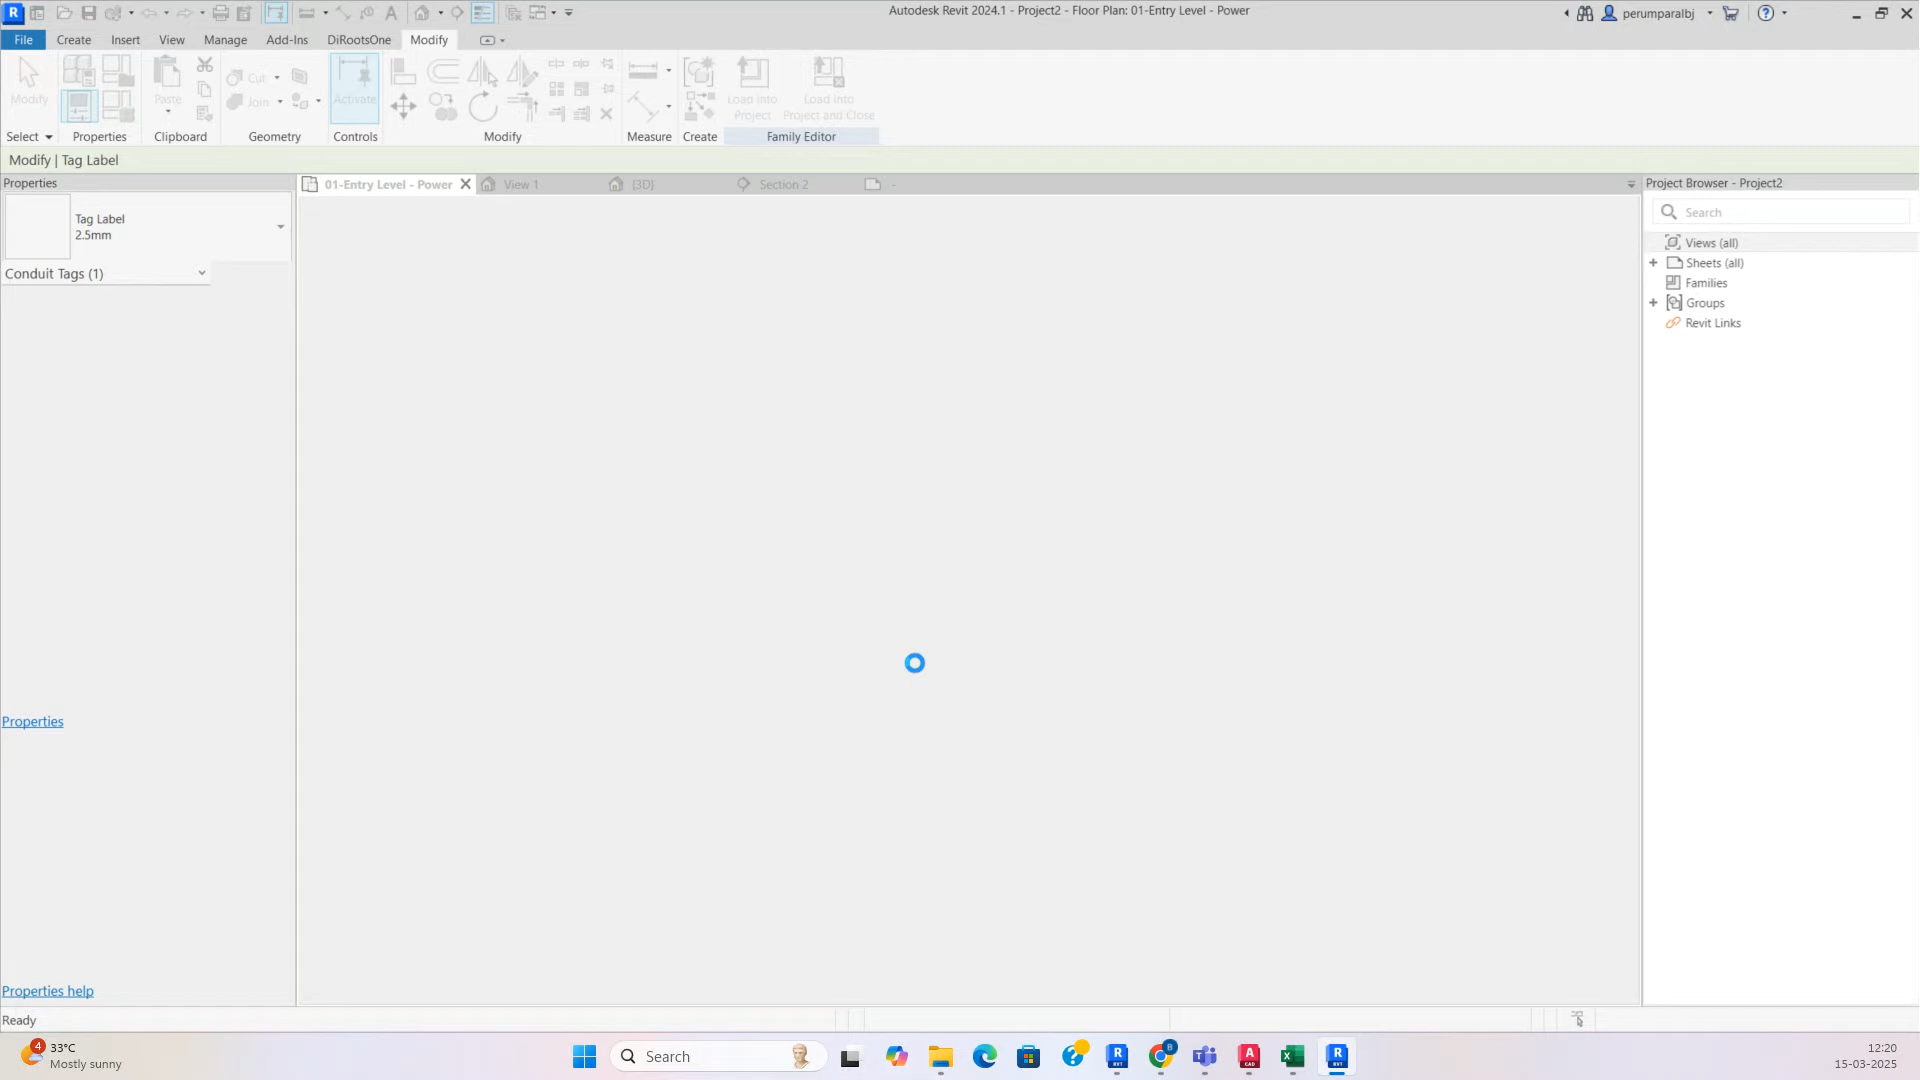 Autodesk Revit 2024.1 - Project2 - Floor Plan: 01-Entry Level - Power
perumparalbj
File Create Insert View Manage Add-Ins DiRootsOne Modify
Modify
Paste
Cut
Join
Activate
Load into Project
Load into Project and Close
Select Properties Clipboard Geometry Controls Modify Measure Create Family Editor
Modify | Tag Label
Properties
01-Entry Level - Power View 1 {3D} Section 2 -
Project Browser - Project2
Tag Label
2.5mm
Conduit Tags (1)
Search
Views (all)
Sheets (all)
Families
Groups
Revit Links
Properties
Properties help
Ready
4
33°C
Mostly sunny
Search
12:20
15-03-2025